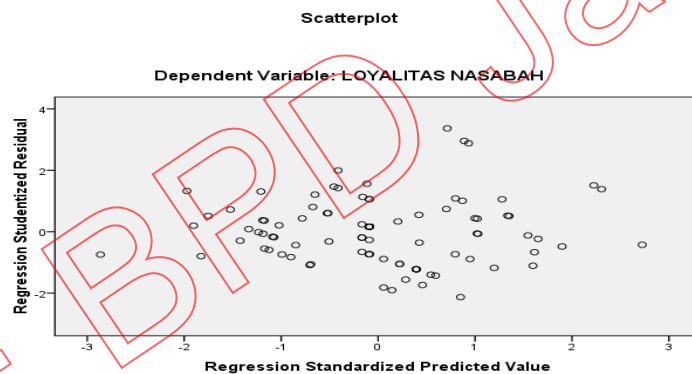 Scatterplot
Dependent Variable: LOYALITAS NASABAH
Regression Studentized Residual
4
2
0
-2
-3
-2
-1
0
1
2
3
Regression Standardized Predicted Value
BPD Ja